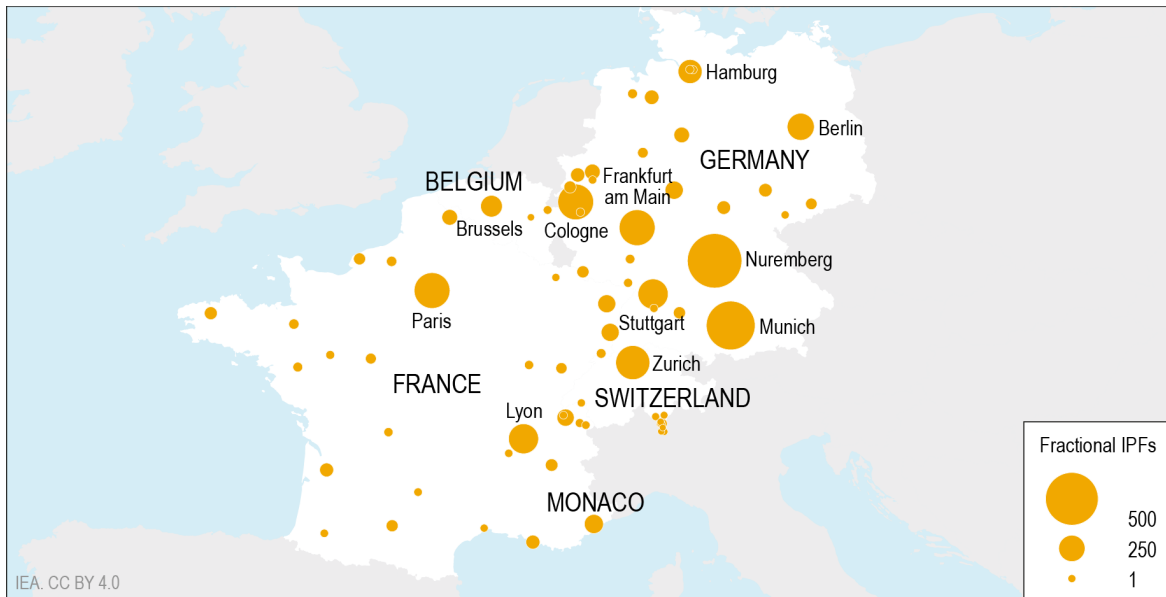 Hamburg
Berlin
GERMANY
BELGIUM
Frankfurt
am Main
Brussels
Cologne
Nuremberg
Paris
Stuttgart
Munich
Zurich
FRANCE
SWITZERLAND
Lyon
MONACO
Fractional IPFs
500
250
1
IEA. CC BY 4.0